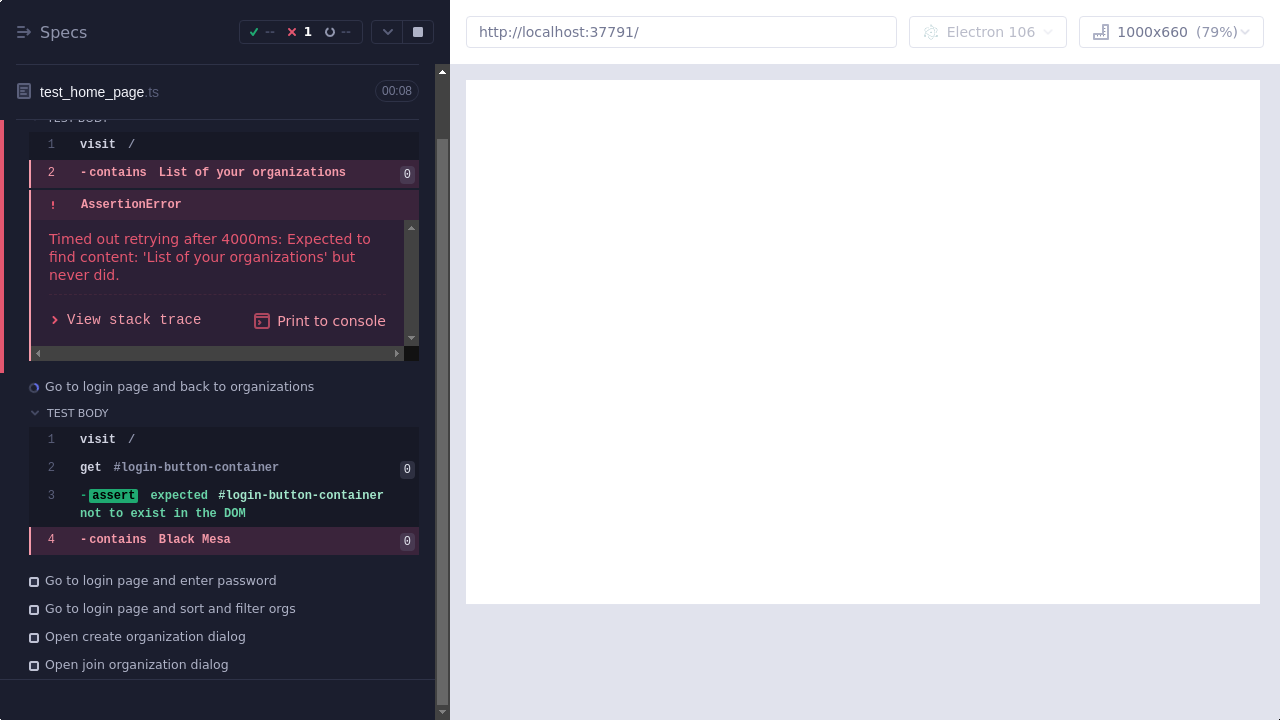 Specs
-- 1 --
http://localhost:37791/
Electron 106
1000x660 (79%)
test_home_page.ts
00:08
TEST BODY
1 visit /
2 -contains List of your organizations 0
! AssertionError
Timed out retrying after 4000ms: Expected to
find content: 'List of your organizations' but
never did.
View stack trace
Print to console
Go to login page and back to organizations
TEST BODY
1 visit /
2 get #login-button-container 0
3 -assert expected #login-button-container
not to exist in the DOM
4 -contains Black Mesa 0
Go to login page and enter password
Go to login page and sort and filter orgs
Open create organization dialog
Open join organization dialog